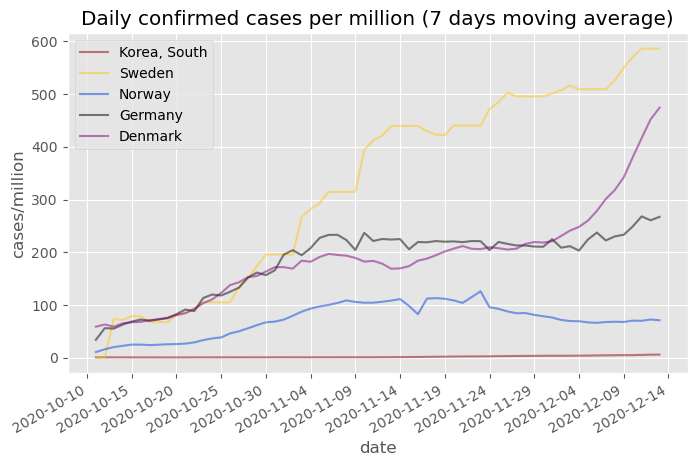 Daily confirmed cases per million (7 days moving average)
600
500
400
300
200
100
0
cases/million
Korea, South
Sweden
Norway
Germany
Denmark
2020-10-10
2020-10-15
2020-10-20
2020-10-25
2020-10-30
2020-11-04
2020-11-09
2020-11-14
2020-11-19
2020-11-24
2020-11-29
2020-12-04
2020-12-09
2020-12-14
date